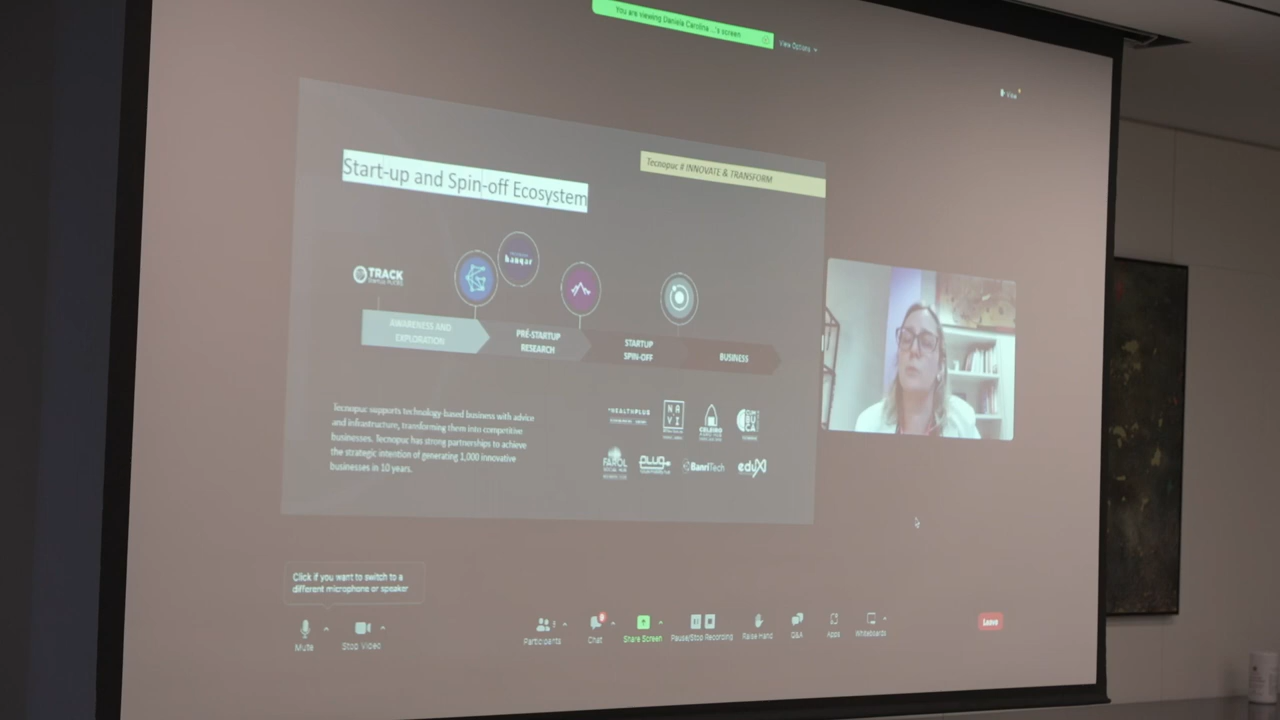 You are viewing Daniela Carolina ...'s screen
View Options
View
Start-up and Spin-off Ecosystem
Tecnopuc # INNOVATE & TRANSFORM
TRACK
hangar
AWARENESS AND
EXPLORATION
PRÉ-STARTUP
RESEARCH
STARTUP
SPIN-OFF
BUSINESS
Tecnopuc supports technology-based business with advice
and infrastructure, transforming them into competitive
businesses. Tecnopuc has strong partnerships to achieve
the strategic intention of generating 1,000 innovative
businesses in 10 years.
HEALTHPLUS
NAVI
CELEIRO
FAROL
PLUG
BanriTech
eduXI
Click if you want to switch to a
different microphone or speaker
Mute
Stop Video
Participants
Chat
Share Screen
Pause/Stop Recording
Raise Hand
Q&A
Apps
Whiteboards
Leave